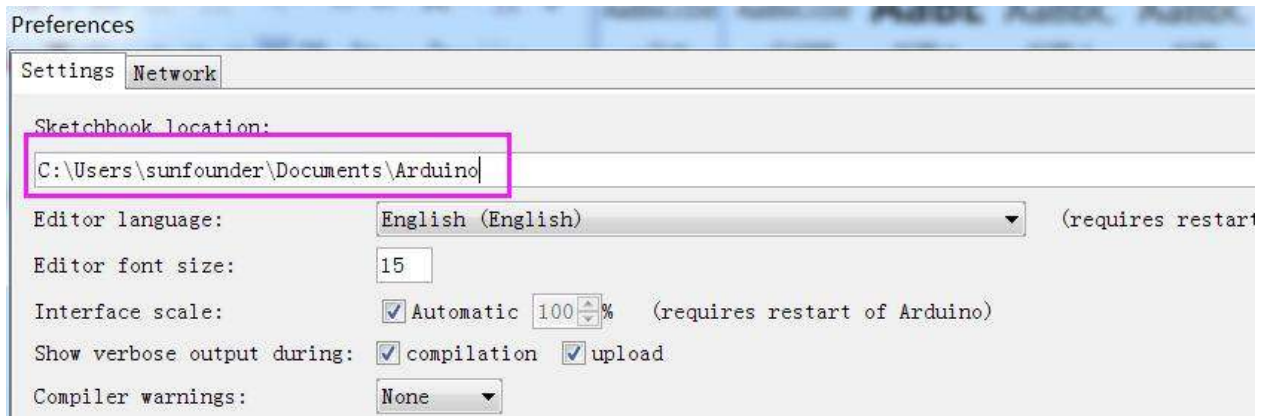 Preferences
Settings Network
Sketchbook location:
C:\Users\sunfounder\Documents\Arduino
Editor language: English (English) (requires restart
Editor font size: 15
Interface scale: Automatic 100 % (requires restart of Arduino)
Show verbose output during: compilation upload
Compiler warnings: None